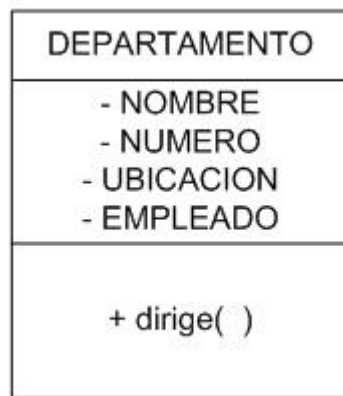 DEPARTAMENTO
- NOMBRE
- NUMERO
- UBICACION
- EMPLEADO
+ dirige( )